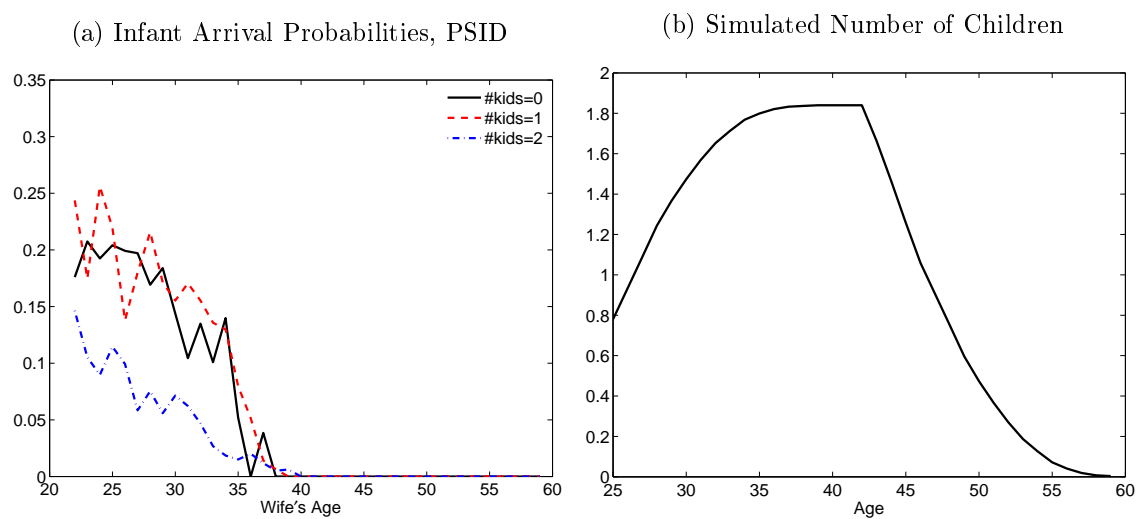 (a) Infant Arrival Probabilities, PSID
0.35
0.3
0.25
0.2
0.15
0.1
0.05
0
#kids=0
#kids=1
#kids=2
20 25 30 35 40 45 50 55 60
Wife's Age
(b) Simulated Number of Children
2
1.8
1.6
1.4
1.2
1
0.8
0.6
0.4
0.2
0
25 30 35 40 45 50 55 60
Age